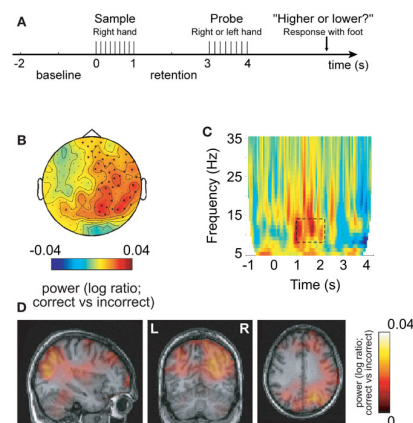 A
Sample
Right hand
Probe
Right or left hand
"Higher or lower?"
Response with foot
-2 0 1 3 4 time (s)
baseline retention
B
-0.04 0.04
power (log ratio;
correct vs incorrect)
C
Frequency (Hz)
35
25
15
5
-1 0 1 2 3 4
Time (s)
D
L R
0.04
power (log ratio;
correct vs incorrect)
0